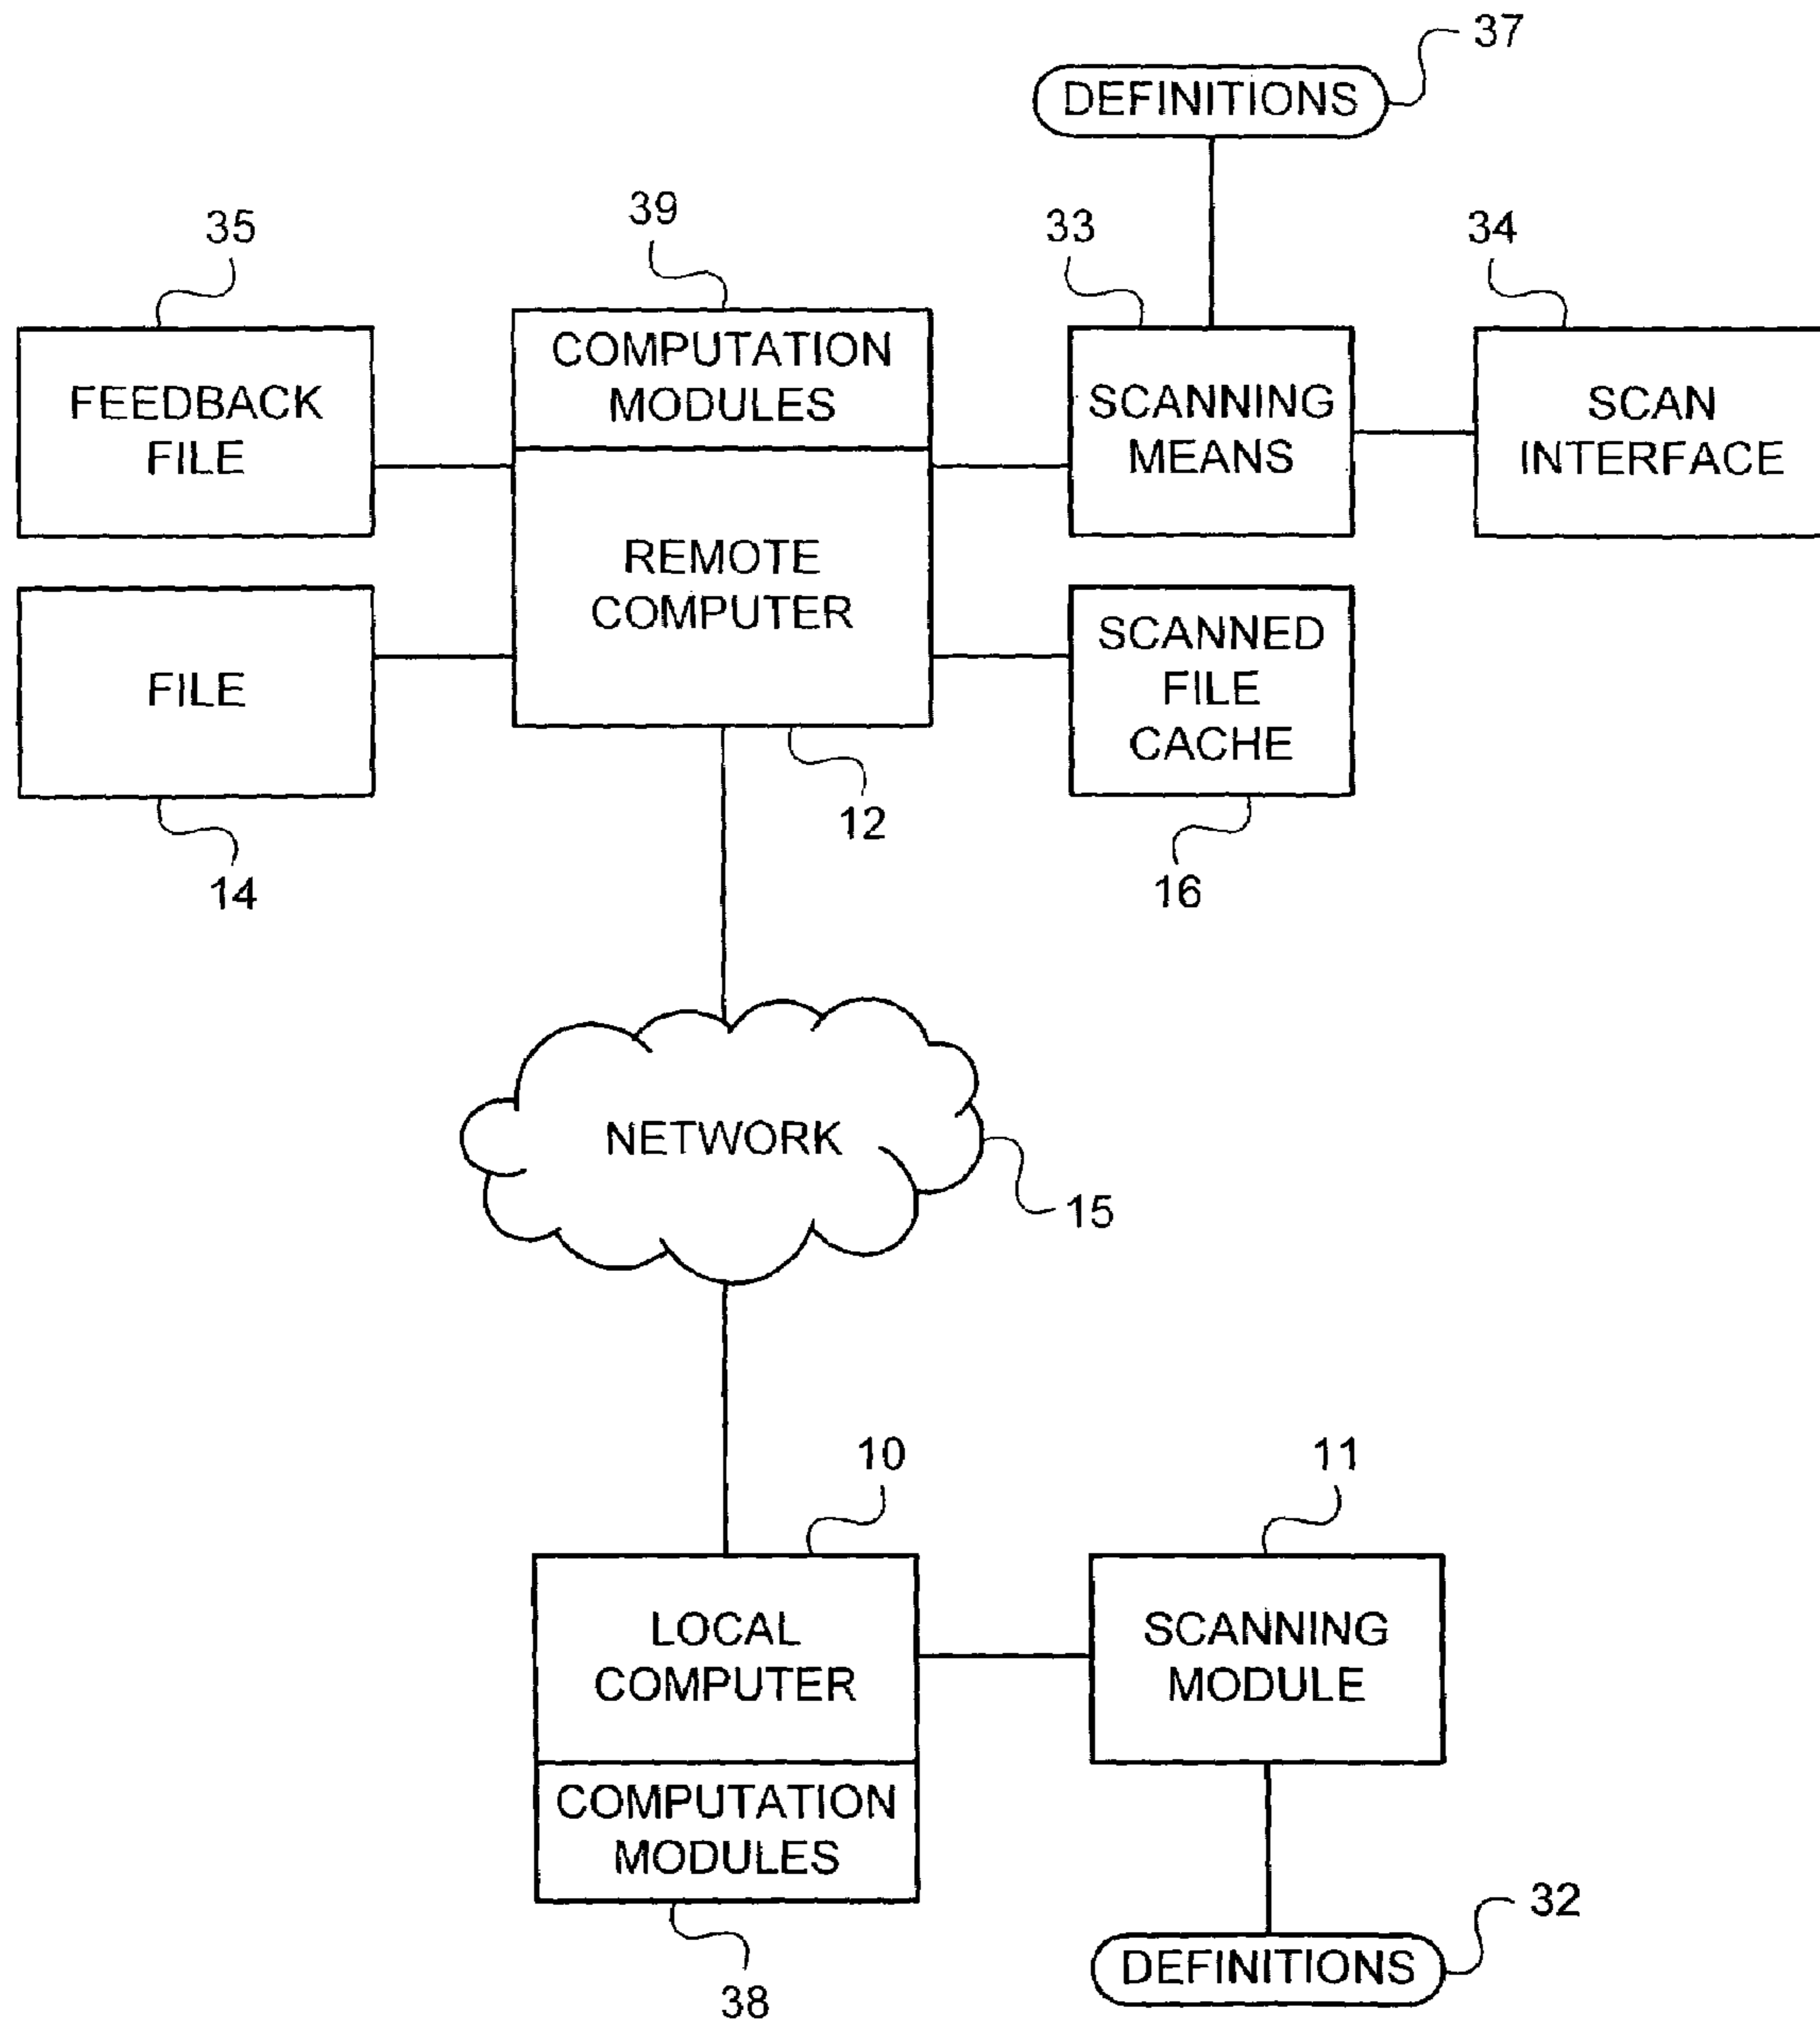 37
DEFINITIONS
35
39
33
34
FEEDBACK
FILE
COMPUTATION
MODULES
SCANNING
MEANS
SCAN
INTERFACE
REMOTE
COMPUTER
FILE
SCANNED
FILE
CACHE
12
14
16
NETWORK
15
10
11
LOCAL
COMPUTER
SCANNING
MODULE
COMPUTATION
MODULES
32
DEFINITIONS
38